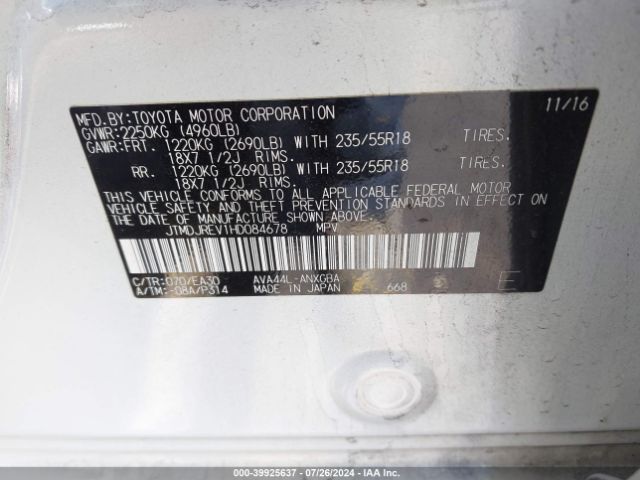 MFD.BY:TOYOTA MOTOR CORPORATION 11/16
GVWR:2250KG (4960LB)
GAWR:FRT. 1220KG (2690LB) WITH 235/55R18 TIRES.
18X7 1/2J RIMS.
RR. 1220KG (2690LB) WITH 235/55R18 TIRES.
18X7 1/2J RIMS.
THIS VEHICLE CONFORMS TO ALL APPLICABLE FEDERAL MOTOR
VEHICLE SAFETY AND THEFT PREVENTION STANDARDS IN EFFECT ON
THE DATE OF MANUFACTURE SHOWN ABOVE.
JTMDJREV1HD084678 MPV
C/TR:070/EA30 AVA44L-ANXGBA
A/TM:-08A/P314 MADE IN JAPAN 668 E
000-39925637 - 07/26/2024 - IAA Inc.